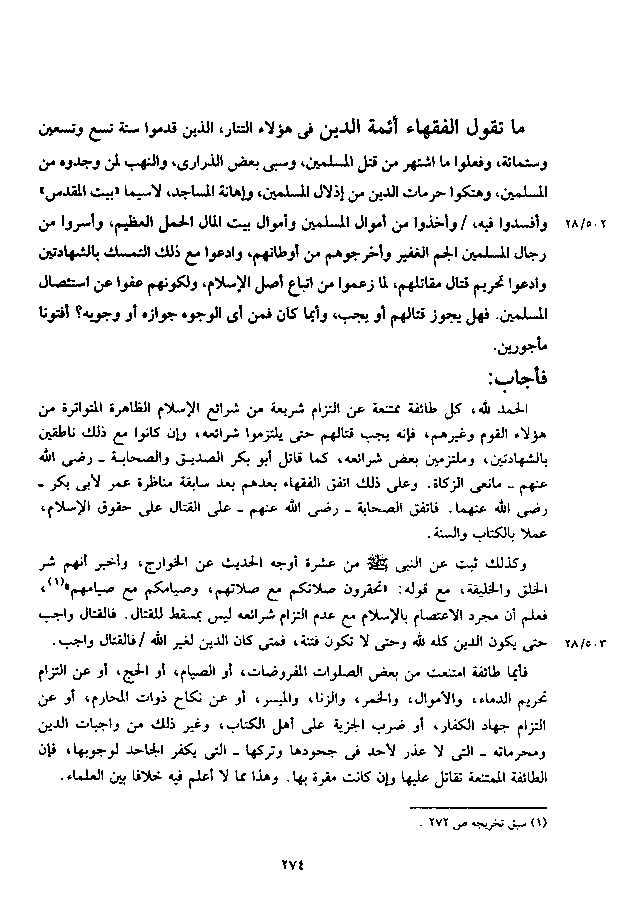 ما تقول الفقهاء أئمة الدين فى هؤلاء التتار، الذين قدموا سنة تسع وتسعين
وستمائة، وفعلوا ما اشتهر من قتل المسلمين، وسبى بعض الذرارى، والنهب لمن وجدوه من
المسلمين، وهتكوا حرمات الدين من إذلال المسلمين، وإهانة المساجد، لاسيما «بيت المقدس»
وأفسدوا فيه، / وأخذوا من أموال المسلمين وأموال بيت المال الحمل العظيم، وأسروا من ٢٨/٥٠٢
رجال المسلمين الجم الغفير وأخرجوهم من أوطانهم، وادعوا مع ذلك التمسك بالشهادتين
وادعوا تحريم قتال مقاتلهم، لما زعموا من اتباع أصل الإسلام، ولكونهم عفوا عن استئصال
المسلمين. فهل يجوز قتالهم أو يجب، وأيما كان فمن أى الوجوه جوازه أو وجوبه؟ أفتونا
مأجورين.
فأجاب:
الحمد لله، كل طائفة ممتنعة عن التزام شريعة من شرائع الإسلام الظاهرة المتواترة من
هؤلاء القوم وغيرهم، فإنه يجب قتالهم حتى يلتزموا شرائعه، وإن كانوا مع ذلك ناطقين
بالشهادتين، وملتزمين بعض شرائعه، كما قاتل أبو بكر الصديق والصحابة ـ رضى الله
عنهم ـ مانعى الزكاة. وعلى ذلك اتفق الفقهاء بعدهم بعد سابقة مناظرة عمر لأبى بكر ـ
رضى الله عنهما. فاتفق الصحابة ـ رضى الله عنهم ـ على القتال على حقوق الإسلام،
عملا بالكتاب والسنة.
وكذلك ثبت عن النبى ﷺ من عشرة أوجه الحديث عن الخوارج، وأخبر أنهم شر
الخلق والخليقة، مع قوله: «تحقرون صلاتكم مع صلاتهم، وصيامكم مع صيامهم»(١)،
فعلم أن مجرد الاعتصام بالإسلام مع عدم التزام شرائعه ليس بمسقط للقتال. فالقتال واجب
حتى يكون الدين كله لله وحتى لا تكون فتنة، فمتى كان الدين لغير الله / فالقتال واجب. ٢٨/٥٠٣
فأيما طائفة امتنعت من بعض الصلوات المفروضات، أو الصيام، أو الحج، أو عن التزام
تحريم الدماء، والأموال، والخمر، والزنا، والميسر، أو عن نكاح ذوات المحارم، أو عن
التزام جهاد الكفار، أو ضرب الجزية على أهل الكتاب، وغير ذلك من واجبات الدين
ومحرماته ـ التى لا عذر لأحد فى جحودها وتركها ـ التى يكفر الجاحد لوجوبها، فإن
الطائفة الممتنعة تقاتل عليها وإن كانت مقرة بها. وهذا مما لا أعلم فيه خلافا بين العلماء.
(١) سبق تخريجه ص ٢٧٢ .
٢٧٤